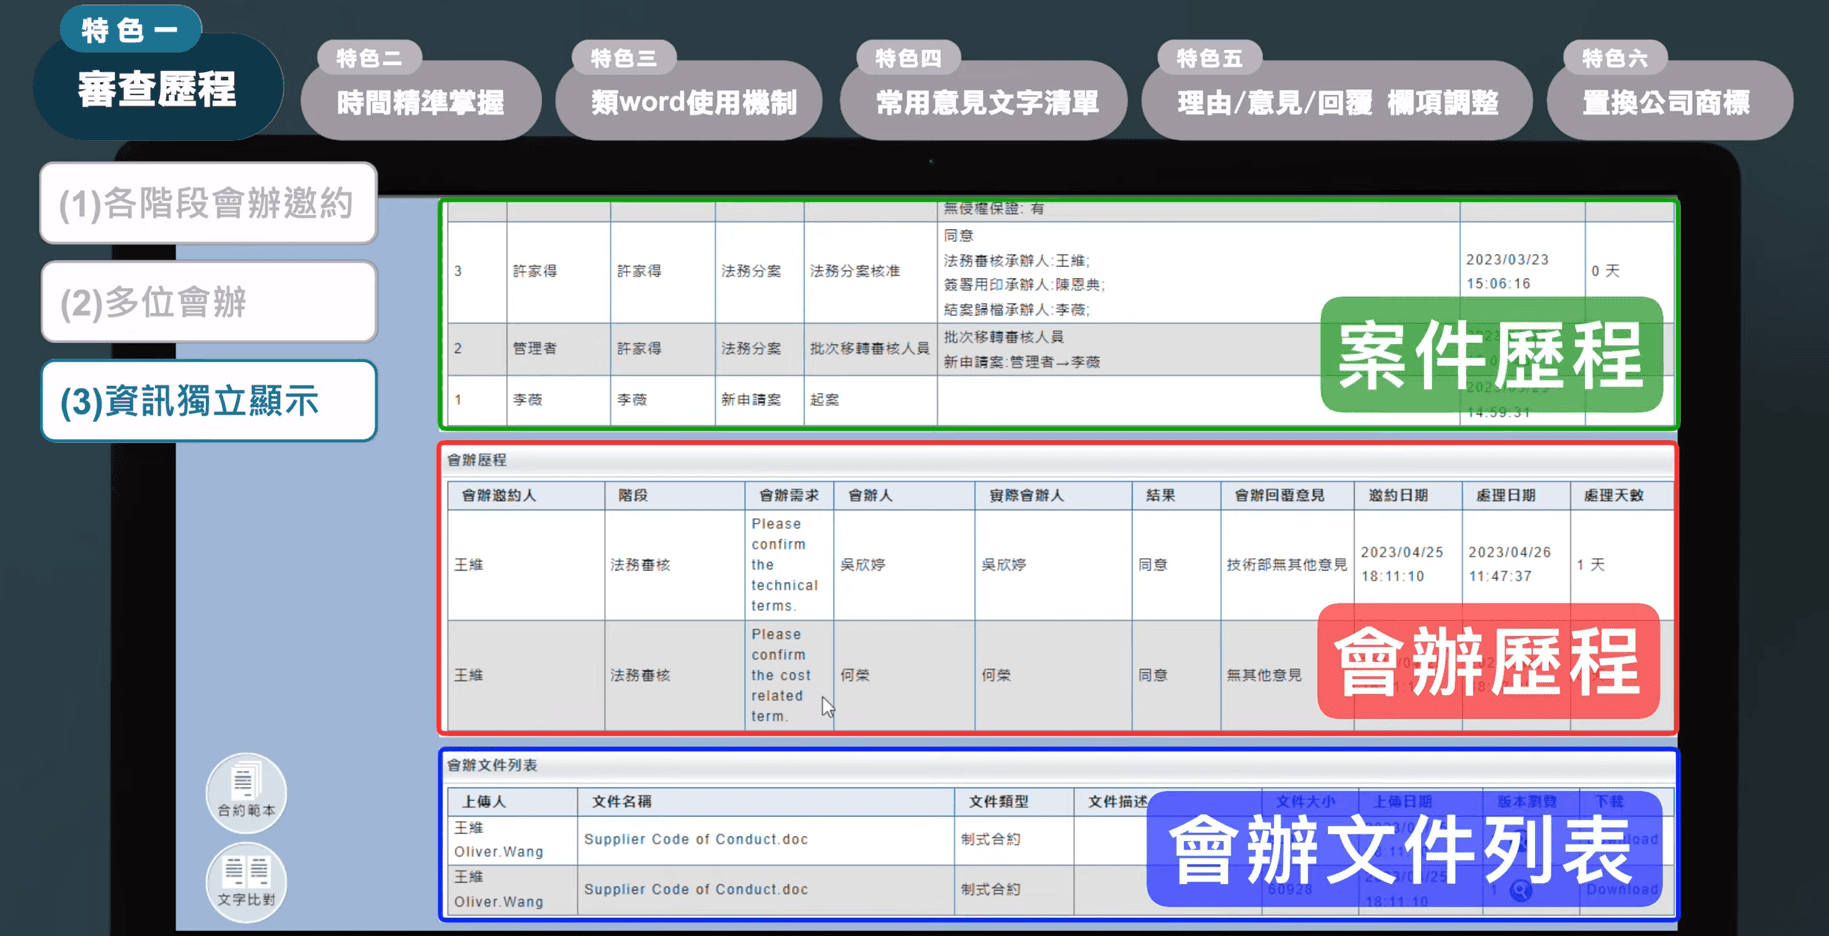 特色一
審查歷程
特色二
時間精準掌握
特色三
類word使用機制
特色四
常用意見文字清單
特色五
理由/意見/回覆 欄項調整
特色六
置換公司商標
(1)各階段會辦邀約
(2)多位會辦
(3)資訊獨立顯示
無侵權保證: 有
3 許家得 許家得 法務分案 法務分案核准
同意
法務審核承辦人:王維;
簽署用印承辦人:陳恩典;
結案歸檔承辦人:李薇;
2023/03/23
15:06:16
0 天
2 管理者 許家得 法務分案 批次移轉審核人員
批次移轉審核人員
新申請案:管理者→李薇
1 李薇 李薇 新申請案 起案
14:59:31
案件歷程
會辦歷程
會辦邀約人 階段 會辦需求 會辦人 實際會辦人 結果 會辦回覆意見 邀約日期 處理日期 處理天數
王維 法務審核
Please
confirm
the
technical
terms.
吳欣婷 吳欣婷 同意 技術部無其他意見
2023/04/25
18:11:10
2023/04/26
11:47:37
1 天
王維 法務審核
Please
confirm
the cost
related
term.
何榮 何榮 同意 無其他意見
會辦歷程
會辦文件列表
上傳人 文件名稱 文件類型 文件描述 文件大小 上傳日期 版本瀏覽 下載
王維
Oliver.Wang
Supplier Code of Conduct.doc 制式合約
王維
Oliver.Wang
Supplier Code of Conduct.doc 制式合約
60928
18:11:10
1
Download
會辦文件列表
合約範本
文字比對